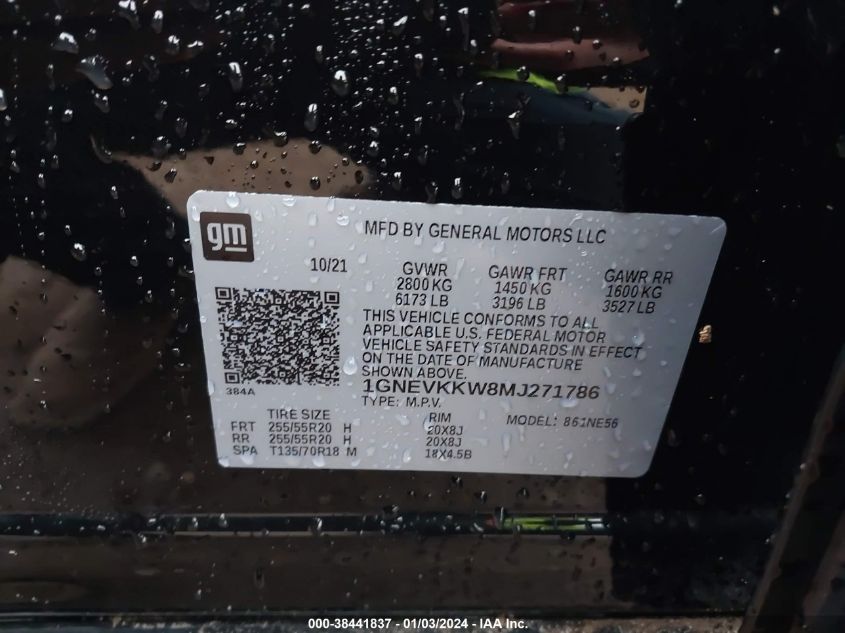 gm
MFD BY GENERAL MOTORS LLC
10/21 GVWR GAWR FRT GAWR RR
2800 KG 1450 KG 1600 KG
6173 LB 3196 LB 3527 LB
THIS VEHICLE CONFORMS TO ALL
APPLICABLE U.S. FEDERAL MOTOR
VEHICLE SAFETY STANDARDS IN EFFECT
ON THE DATE OF MANUFACTURE
SHOWN ABOVE.
384A
1GNEVKKW8MJ271786
TYPE: M.P.V.
TIRE SIZE RIM MODEL: 861NE56
FRT 255/55R20 H 20X8J
RR 255/55R20 H 20X8J
SPA T135/70R18 M 18X4.5B
000-38441837 - 01/03/2024 - IAA Inc.